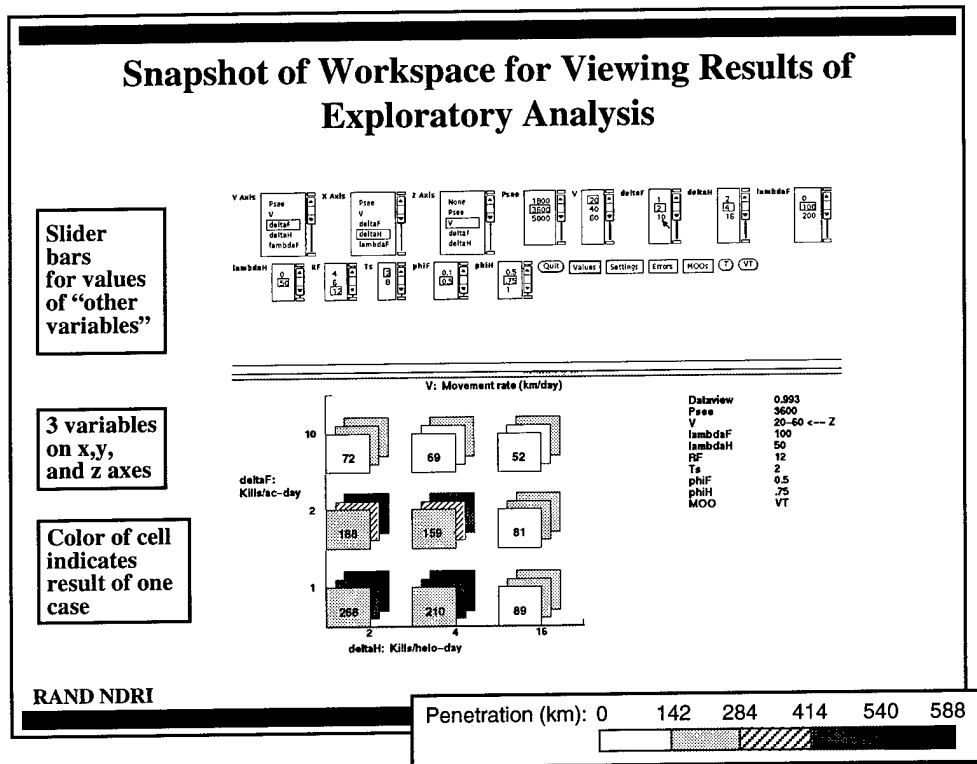 Snapshot of Workspace for Viewing Results of
Exploratory Analysis
Slider
bars
for values
of “other
variables”
3 variables
on x,y,
and z axes
Color of cell
indicates
result of one
case
Y Axis
Psee
V
deltaF
deltaH
lambdaF
X Axis
Psee
V
deltaF
deltaH
lambdaF
Z Axis
None
Psee
V
deltaF
deltaH
Psee
1800
3600
5000
V
20
40
60
deltaF
1
2
10
deltaH
2
4
16
lambdaF
0
100
200
lambdaH
0
50
RF
4
6
12
Ts
2
8
phiF
0.1
0.5
phiH
0.5
.75
1
Quit Values Settings Errors MOOs T VT
V: Movement rate (km/day)
deltaF:
Kills/ac-day
10
72 69 52
2
188 159 81
1
268 210 89
2 4 16
deltaH: Kills/helo-day
Dataview 0.993
Psee 3600
V 20-60 <-- Z
lambdaF 100
lambdaH 50
RF 12
Ts 2
phiF 0.5
phiH .75
MOO VT
RAND NDRI
Penetration (km): 0 142 284 414 540 588